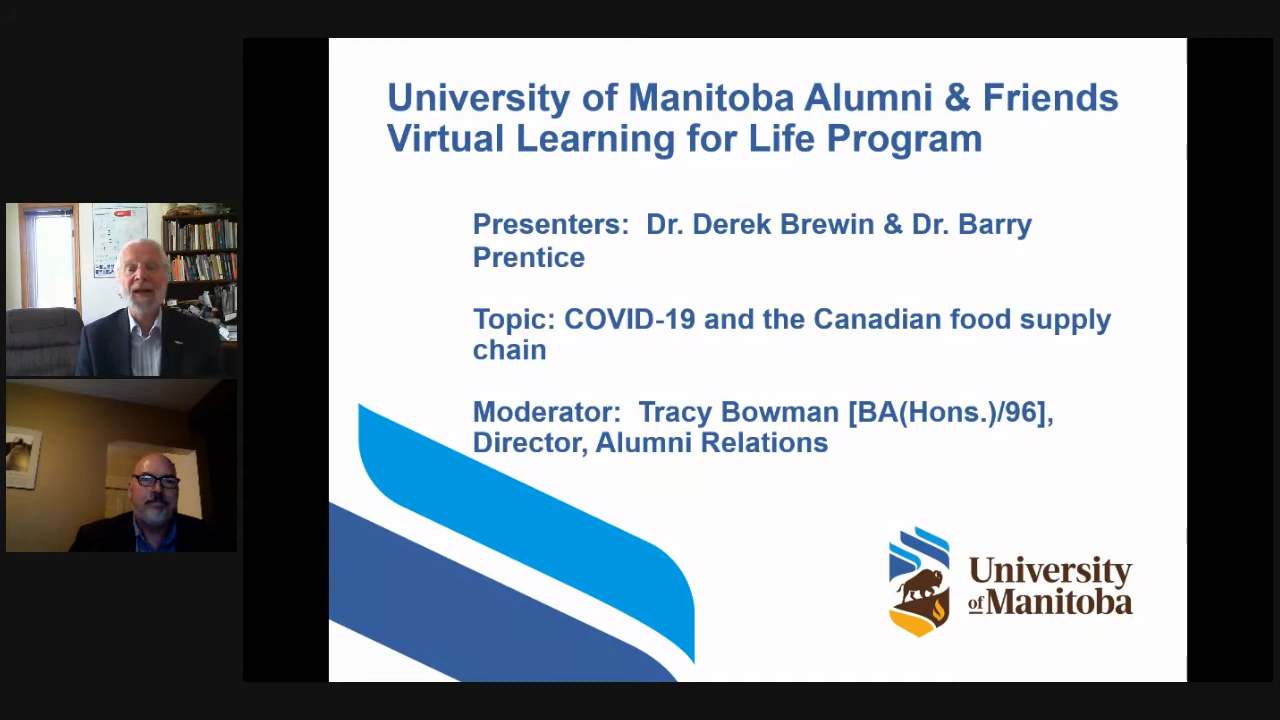 University of Manitoba Alumni & Friends
Virtual Learning for Life Program
Presenters:  Dr. Derek Brewin & Dr. Barry
Prentice
Topic: COVID-19 and the Canadian food supply
chain
Moderator:  Tracy Bowman [BA(Hons.)/96],
Director, Alumni Relations
University
of Manitoba